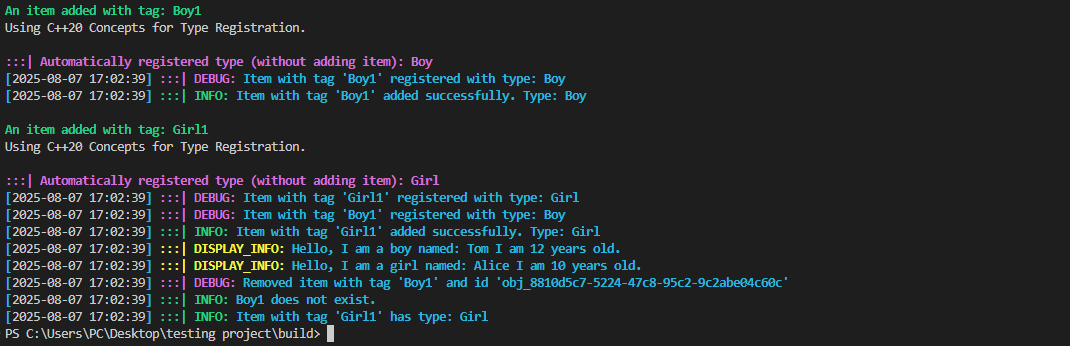 An item added with tag: Boy1
Using C++20 Concepts for Type Registration.
:::| Automatically registered type (without adding item): Boy
[2025-08-07 17:02:39] :::| DEBUG: Item with tag 'Boy1' registered with type: Boy
[2025-08-07 17:02:39] :::| INFO: Item with tag 'Boy1' added successfully. Type: Boy
An item added with tag: Girl1
Using C++20 Concepts for Type Registration.
:::| Automatically registered type (without adding item): Girl
[2025-08-07 17:02:39] :::| DEBUG: Item with tag 'Girl1' registered with type: Girl
[2025-08-07 17:02:39] :::| DEBUG: Item with tag 'Boy1' registered with type: Boy
[2025-08-07 17:02:39] :::| INFO: Item with tag 'Girl1' added successfully. Type: Girl
[2025-08-07 17:02:39] :::| DISPLAY_INFO: Hello, I am a boy named: Tom I am 12 years old.
[2025-08-07 17:02:39] :::| DISPLAY_INFO: Hello, I am a girl named: Alice I am 10 years old.
[2025-08-07 17:02:39] :::| DEBUG: Removed item with tag 'Boy1' and id 'obj_8810d5c7-5224-47c8-95c2-9c2abe04c60c'
[2025-08-07 17:02:39] :::| INFO: Boy1 does not exist.
[2025-08-07 17:02:39] :::| INFO: Item with tag 'Girl1' has type: Girl
PS C:\Users\PC\Desktop\testing project\build>